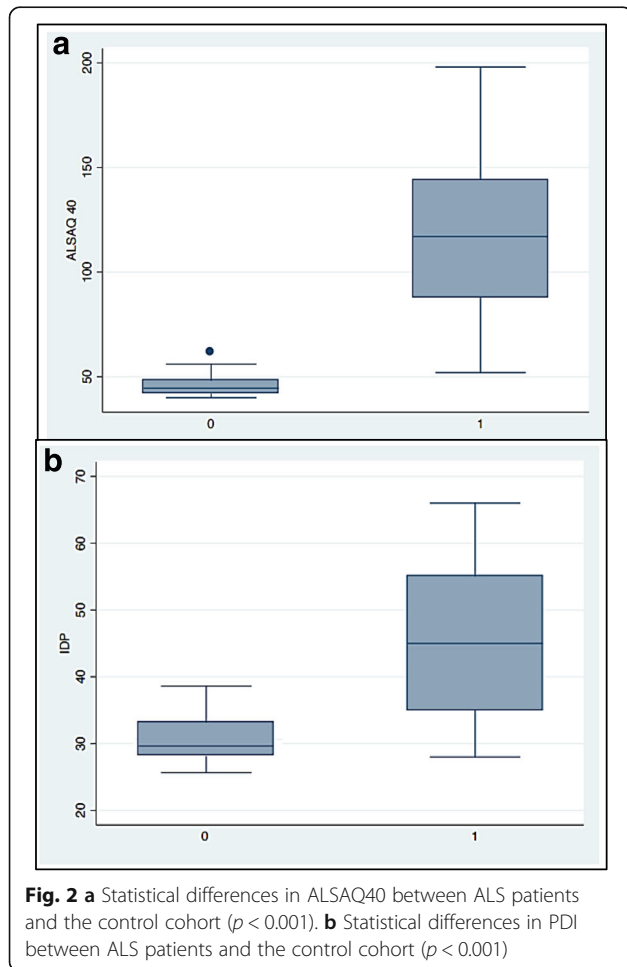 a
200
150
100
50
ALSAQ 40
0 1
b
70
60
50
40
30
20
IDP
0 1
Fig. 2 a Statistical differences in ALSAQ40 between ALS patients
and the control cohort (p < 0.001). b Statistical differences in PDI
between ALS patients and the control cohort (p < 0.001)